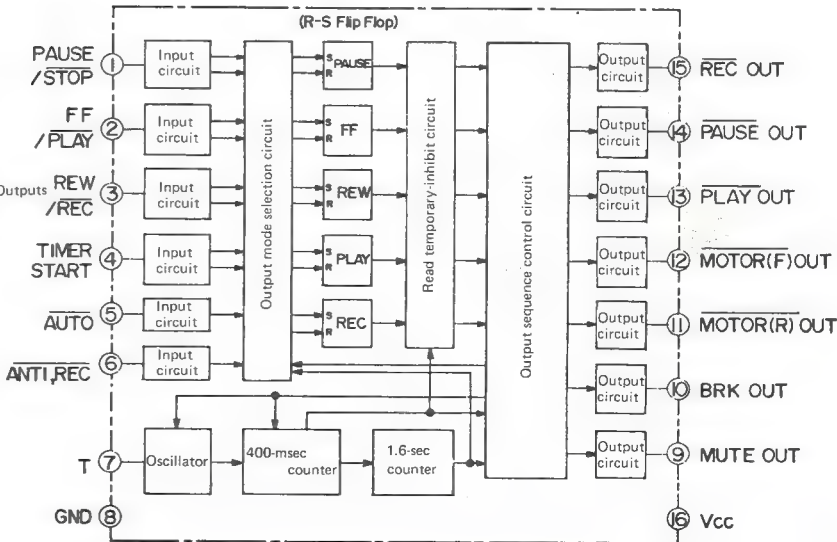 (R-S Flip Flop)
PAUSE
/STOP
1
Input
circuit
S
R
PAUSE
Output
circuit
15
REC OUT
FF
/PLAY
2
Input
circuit
S
R
FF
Output
circuit
14
PAUSE OUT
Outputs
REW
/REC
3
Input
circuit
S
R
REW
Output
circuit
13
PLAY OUT
TIMER
START
4
Input
circuit
S
R
PLAY
Output
circuit
12
MOTOR(F) OUT
AUTO
5
Input
circuit
S
R
REC
Output
circuit
11
MOTOR(R) OUT
ANTI,REC
6
Input
circuit
Output
circuit
10
BRK OUT
Output mode selection circuit
Read temporary-inhibit circuit
Output sequence control circuit
T
7
Oscillator
400-msec
counter
1.6-sec
counter
Output
circuit
9
MUTE OUT
GND
8
16
Vcc